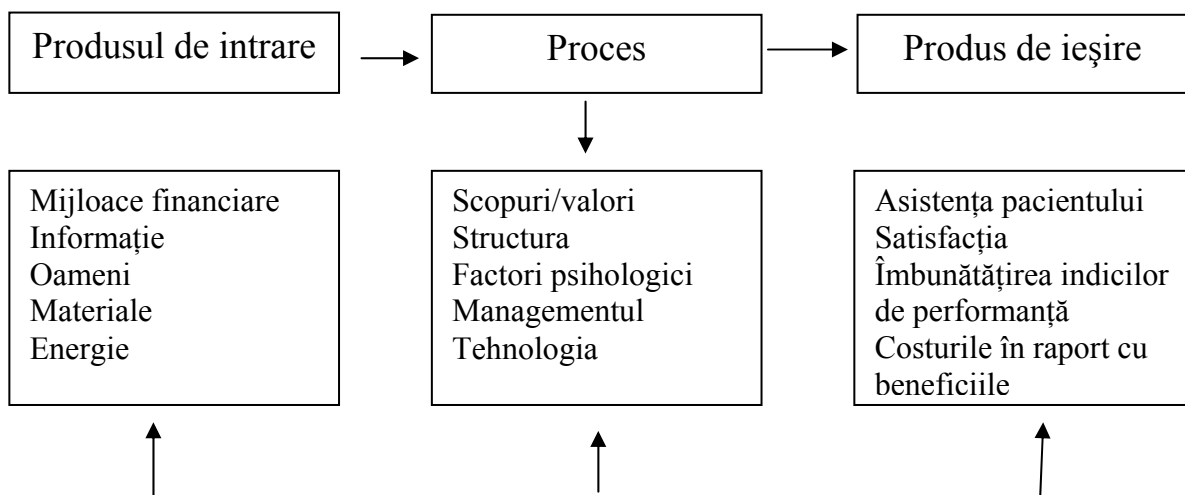 Produsul de intrare
Proces
Produs de ieşire
Mijloace financiare
Informație
Oameni
Materiale
Energie
Scopuri/valori
Structura
Factori psihologici
Managementul
Tehnologia
Asistența pacientului
Satisfacția
Îmbunătățirea indicilor
de performanță
Costurile în raport cu
beneficiile